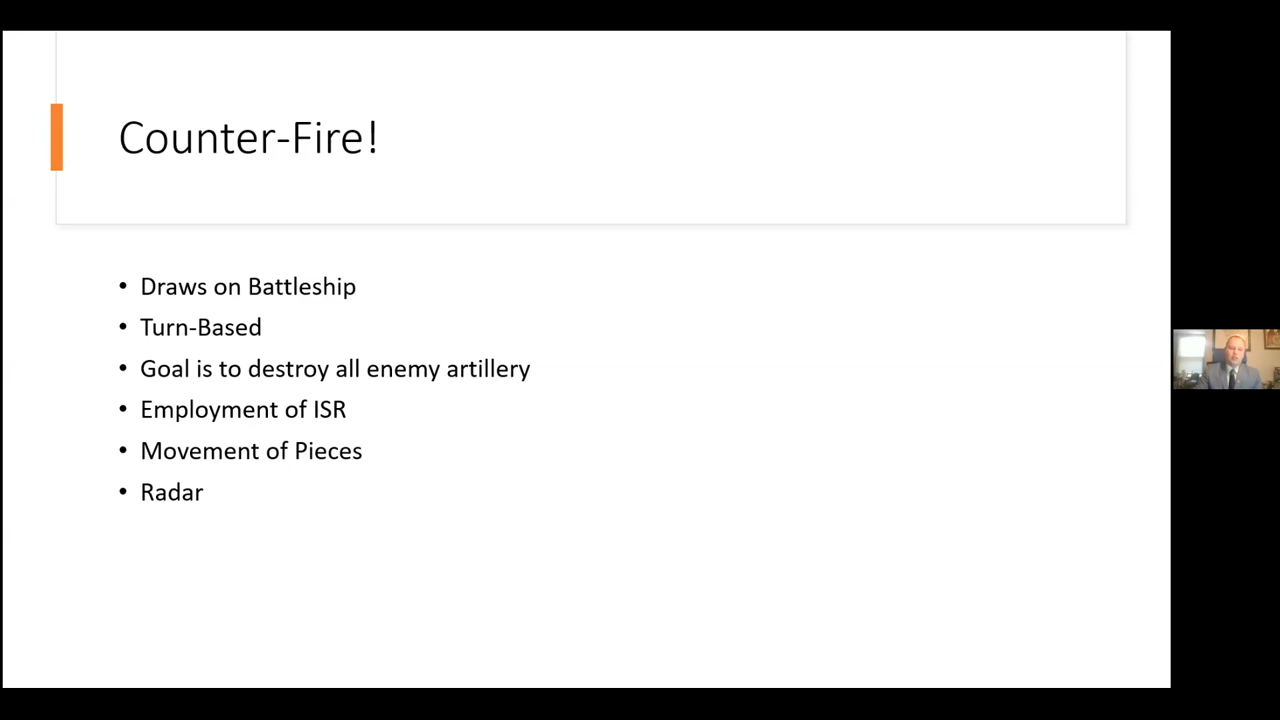 Counter-Fire!
• Draws on Battleship
• Turn-Based
• Goal is to destroy all enemy artillery
• Employment of ISR
• Movement of Pieces
• Radar